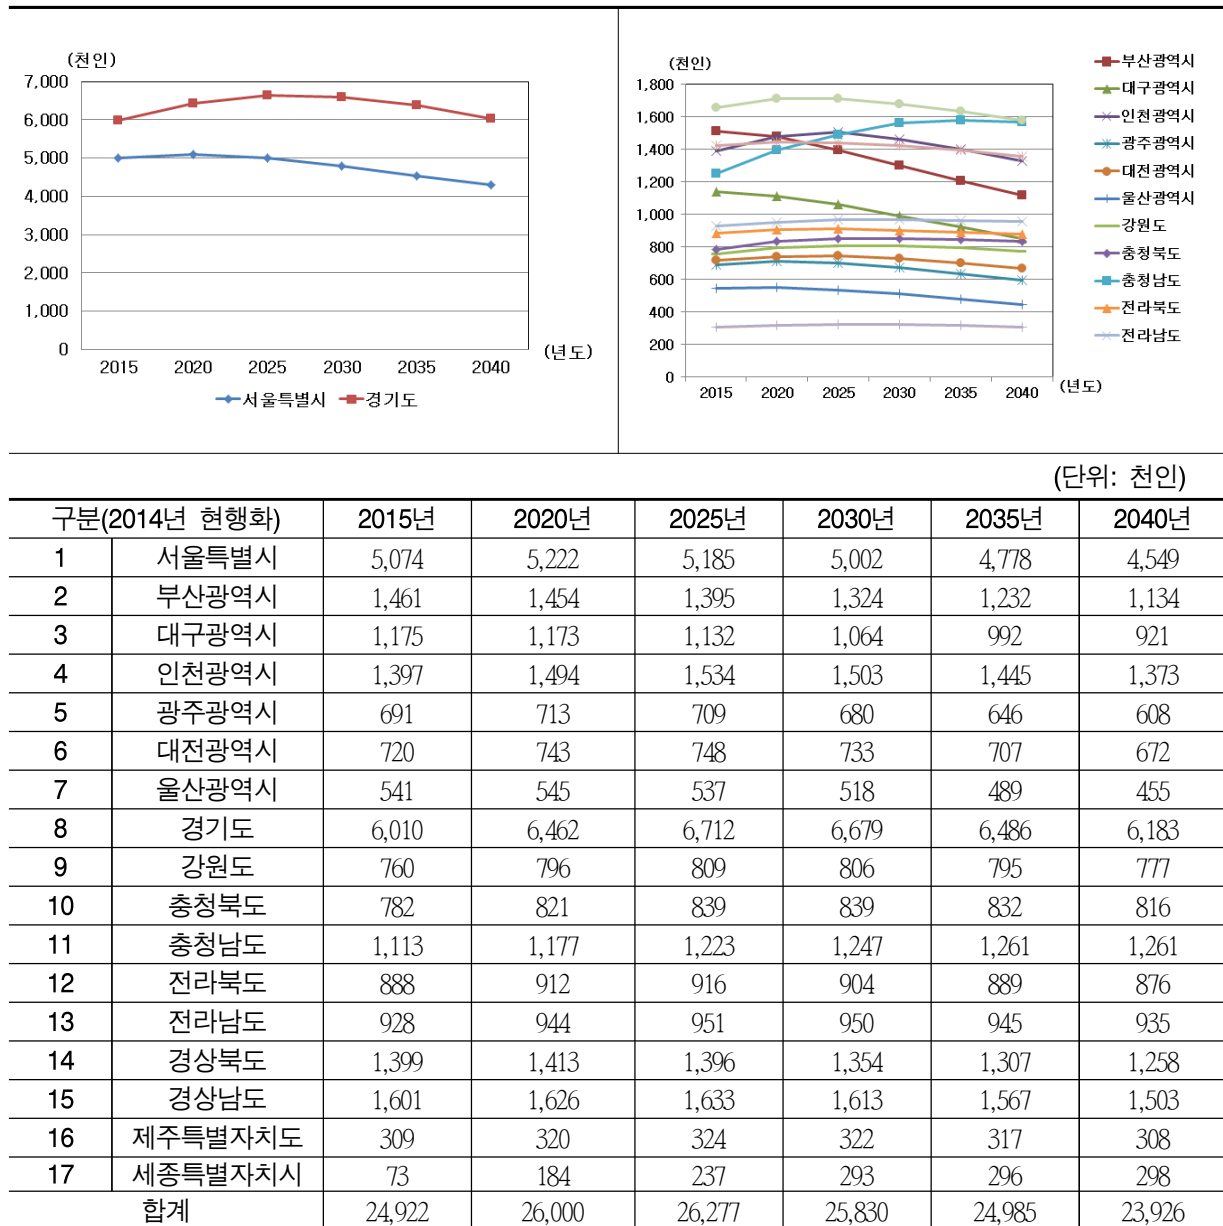 (천인)
7,000
6,000
5,000
4,000
3,000
2,000
1,000
0
2015 2020 2025 2030 2035 2040
(년도)
서울특별시 경기도
(천인)
1,800
1,600
1,400
1,200
1,000
800
600
400
200
0
2015 2020 2025 2030 2035 2040
(년도)
부산광역시
대구광역시
인천광역시
광주광역시
대전광역시
울산광역시
강원도
충청북도
충청남도
전라북도
전라남도
(단위: 천인)
구분(2014년 현행화) 2015년 2020년 2025년 2030년 2035년 2040년
1 서울특별시 5,074 5,222 5,185 5,002 4,778 4,549
2 부산광역시 1,461 1,454 1,395 1,324 1,232 1,134
3 대구광역시 1,175 1,173 1,132 1,064 992 921
4 인천광역시 1,397 1,494 1,534 1,503 1,445 1,373
5 광주광역시 691 713 709 680 646 608
6 대전광역시 720 743 748 733 707 672
7 울산광역시 541 545 537 518 489 455
8 경기도 6,010 6,462 6,712 6,679 6,486 6,183
9 강원도 760 796 809 806 795 777
10 충청북도 782 821 839 839 832 816
11 충청남도 1,113 1,177 1,223 1,247 1,261 1,261
12 전라북도 888 912 916 904 889 876
13 전라남도 928 944 951 950 945 935
14 경상북도 1,399 1,413 1,396 1,354 1,307 1,258
15 경상남도 1,601 1,626 1,633 1,613 1,567 1,503
16 제주특별자치도 309 320 324 322 317 308
17 세종특별자치시 73 184 237 293 296 298
합계 24,922 26,000 26,277 25,830 24,985 23,926